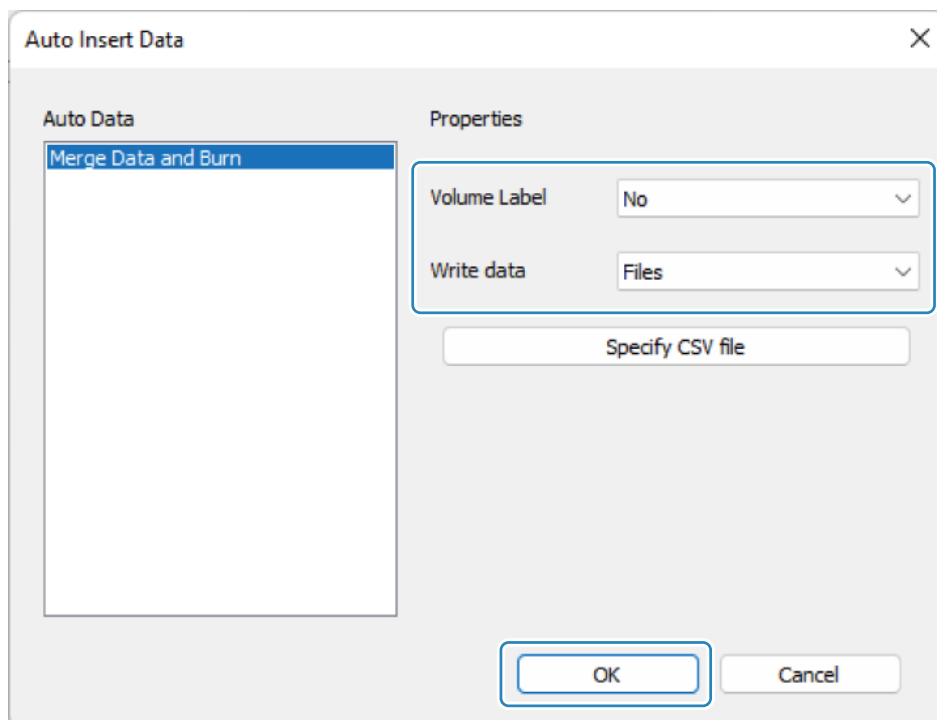 Auto Insert Data
Auto Data
Merge Data and Burn
Properties
Volume Label
No
Write data
Files
Specify CSV file
OK
Cancel